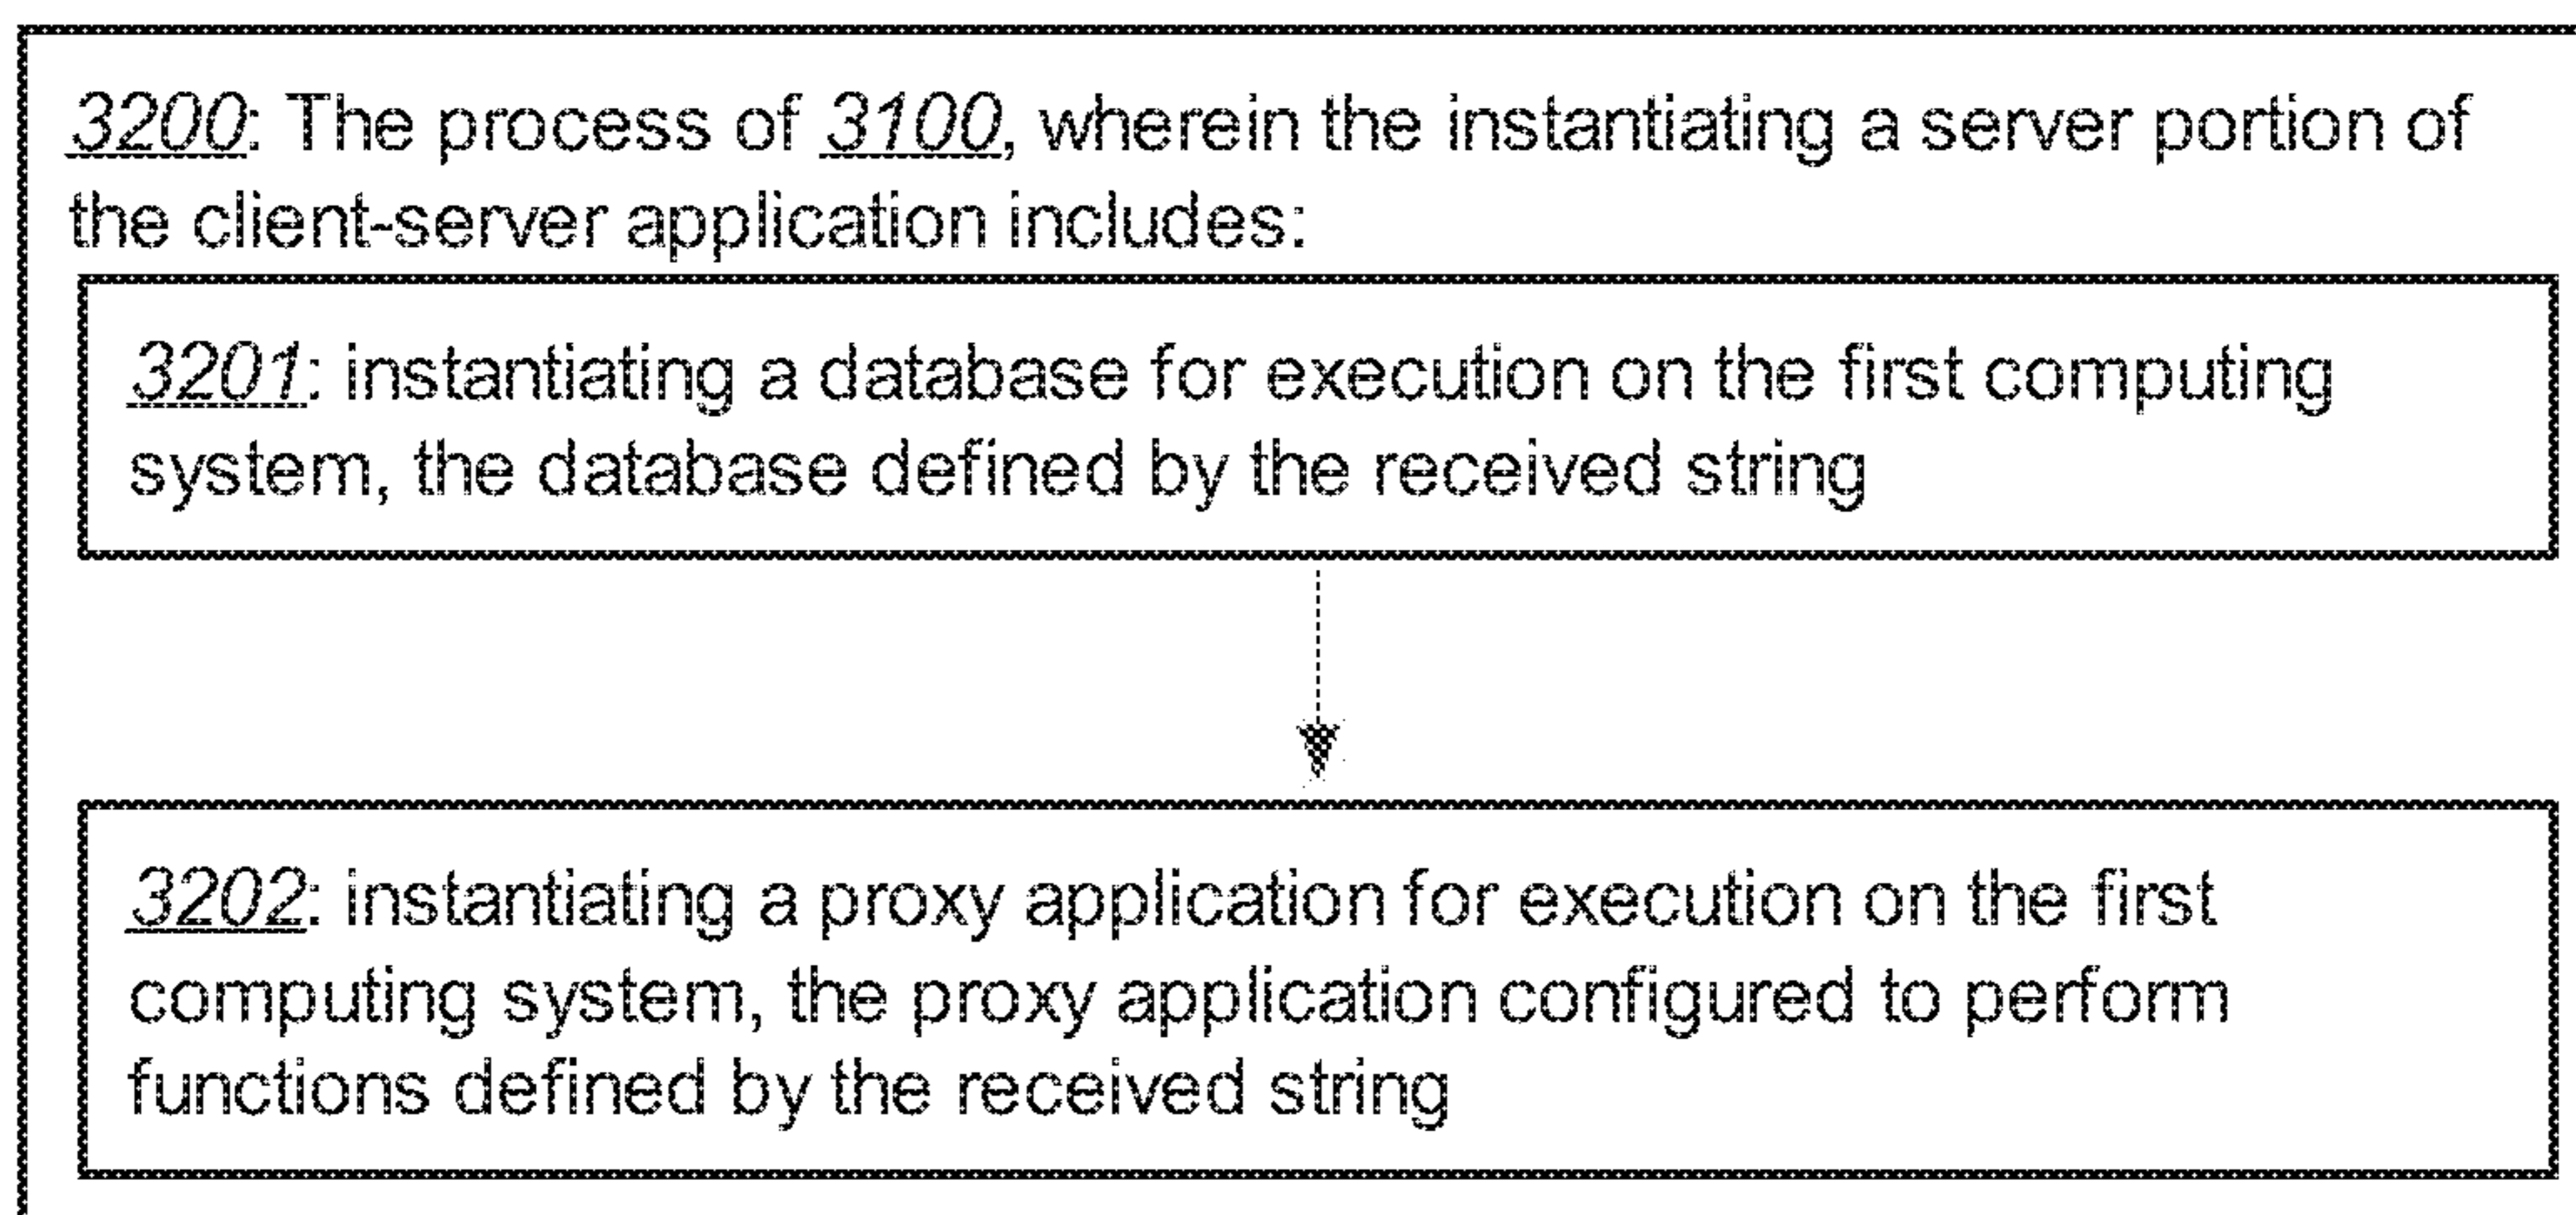 3200: The process of 3100, wherein the instantiating a server portion of
the client-server application includes:
3201: instantiating a database for execution on the first computing
system, the database defined by the received string
3202: instantiating a proxy application for execution on the first
computing system, the proxy application configured to perform
functions defined by the received string